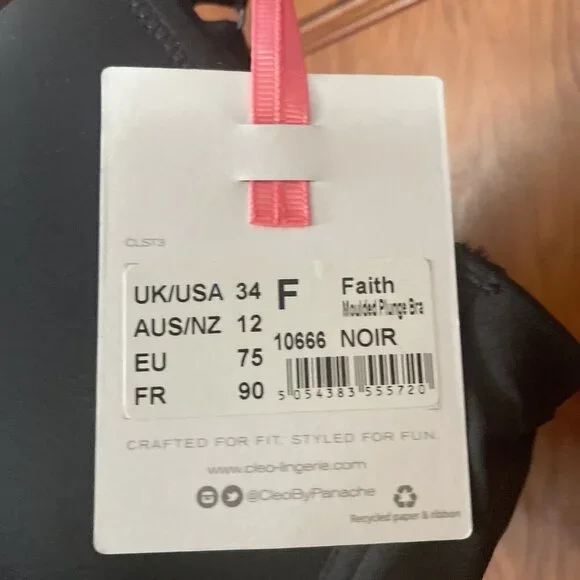 CLST3
UK/USA 34 F Faith
Moulded Plunge Bra
AUS/NZ 12
10666 NOIR
EU 75
FR 90
5 054383 555720
CRAFTED FOR FIT. STYLED FOR FUN.
www.cleo-lingerie.com
@CleoByPanache
Recycled paper & ribbon